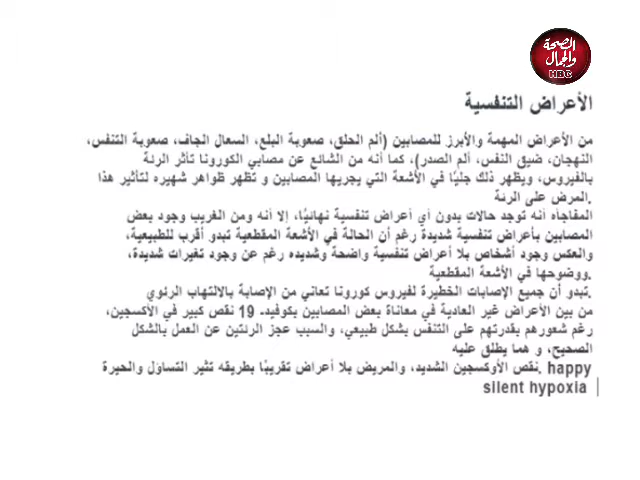 الصحة
والجمال
HBC
الأعراض التنفسية
من الأعراض المهمة والأبرز للمصابين (ألم الحلق، صعوبة البلع، السعال الجاف، صعوبة التنفس،
النهجان، ضيق النفس، ألم الصدر)، كما أنه من الشائع عن مصابي الكورونا تأثر الرئة
بالفيروس، ويظهر ذلك جليًا في الأشعة التي يجريها المصابين و تظهر ظواهر شهيره لتأثير هذا
.المرض على الرئة
المفاجأه أنه توجد حالات بدون أي أعراض تنفسية نهائيًا، إلا أنه ومن الغريب وجود بعض
المصابين بأعراض تنفسية شديدة رغم أن الحالة في الأشعة المقطعية تبدو أقرب للطبيعية،
والعكس وجود أشخاص بلا أعراض تنفسية واضحة وشديده رغم عن وجود تغيرات شديدة،
.ووضوحها في الأشعة المقطعية
.تبدو أن جميع الإصابات الخطيرة لفيروس كورونا تعاني من الإصابة بالالتهاب الرئوي
من بين الأعراض غير العادية في معاناة بعض المصابين بكوفيد- 19 نقص كبير في الأكسجين،
رغم شعورهم بقدرتهم على التنفس بشكل طبيعي، والسبب عجز الرئتين عن العمل بالشكل
الصحيح، و هما يطلق عليه
happy .نقص الأوكسجين الشديد، والمريض بلا أعراض تقريبًا بطريقه تثير التساؤل والحيرة
silent hypoxia